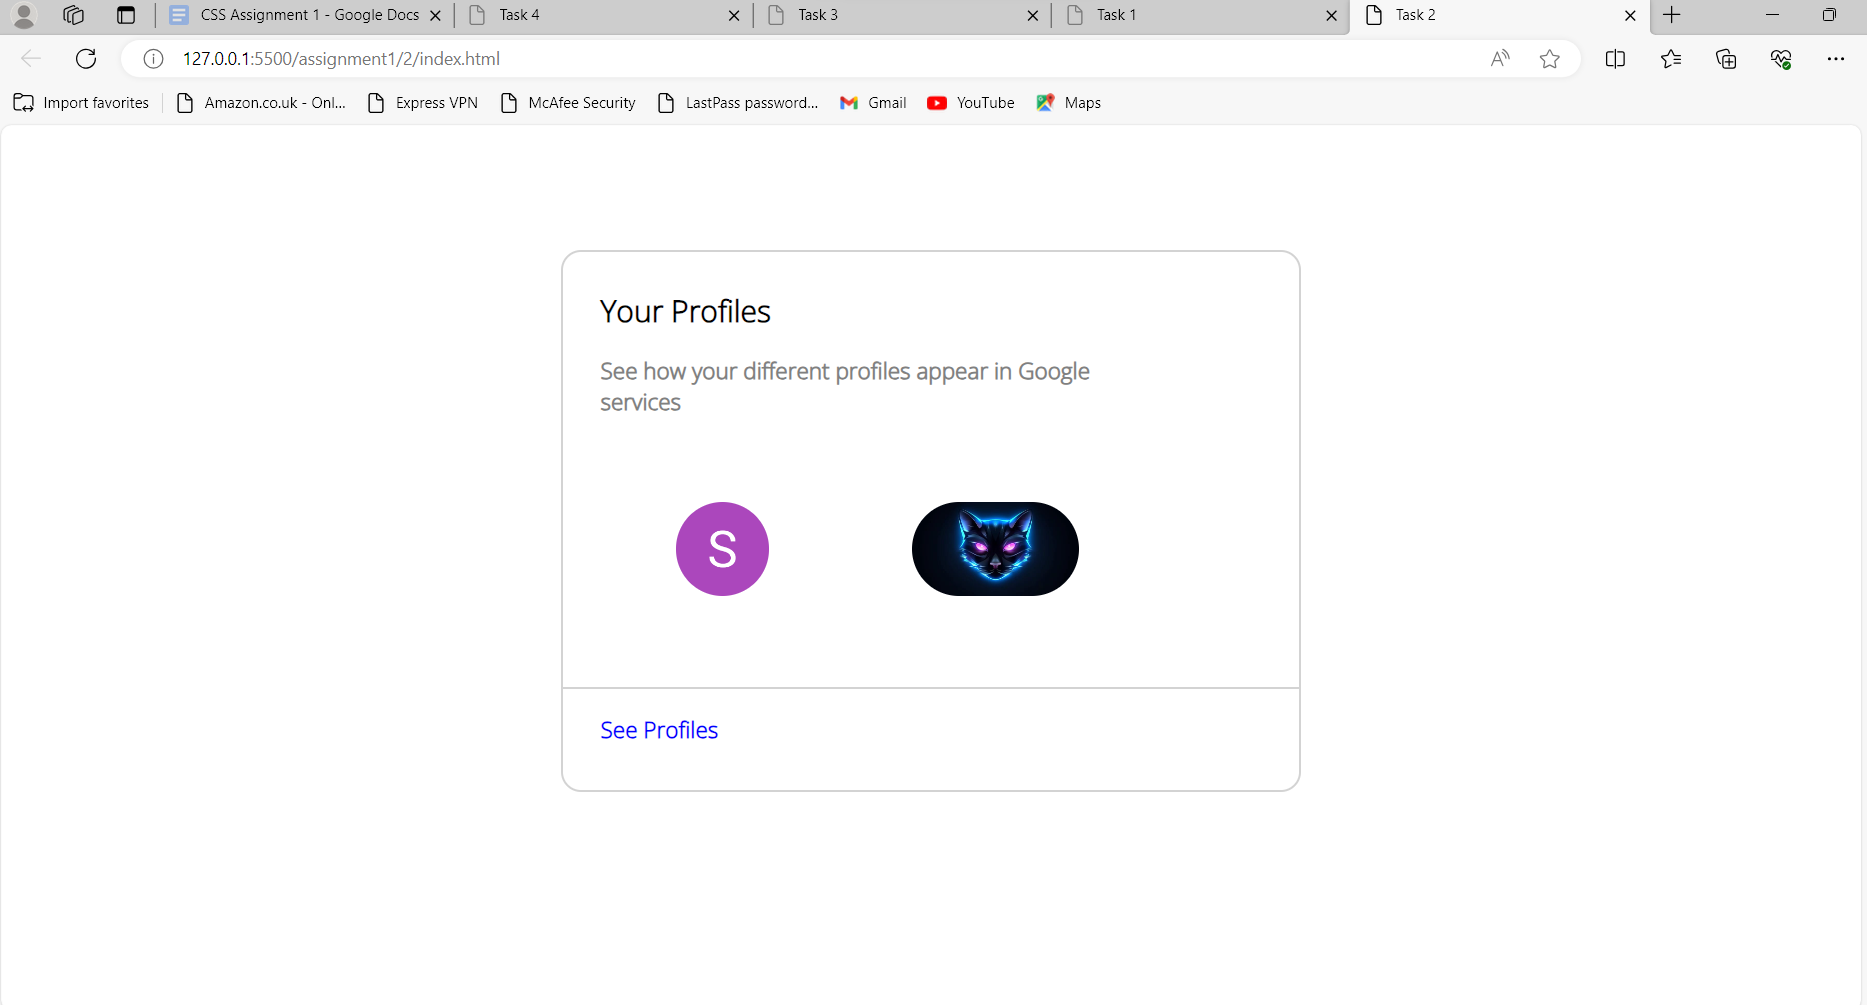 CSS Assignment 1 - Google Docs
Task 4
Task 3
Task 1
Task 2
127.0.0.1:5500/assignment1/2/index.html
A
Import favorites
Amazon.co.uk - Onl...
Express VPN
McAfee Security
LastPass password...
Gmail
YouTube
Maps
Your Profiles
See how your different profiles appear in Google
services
S
See Profiles